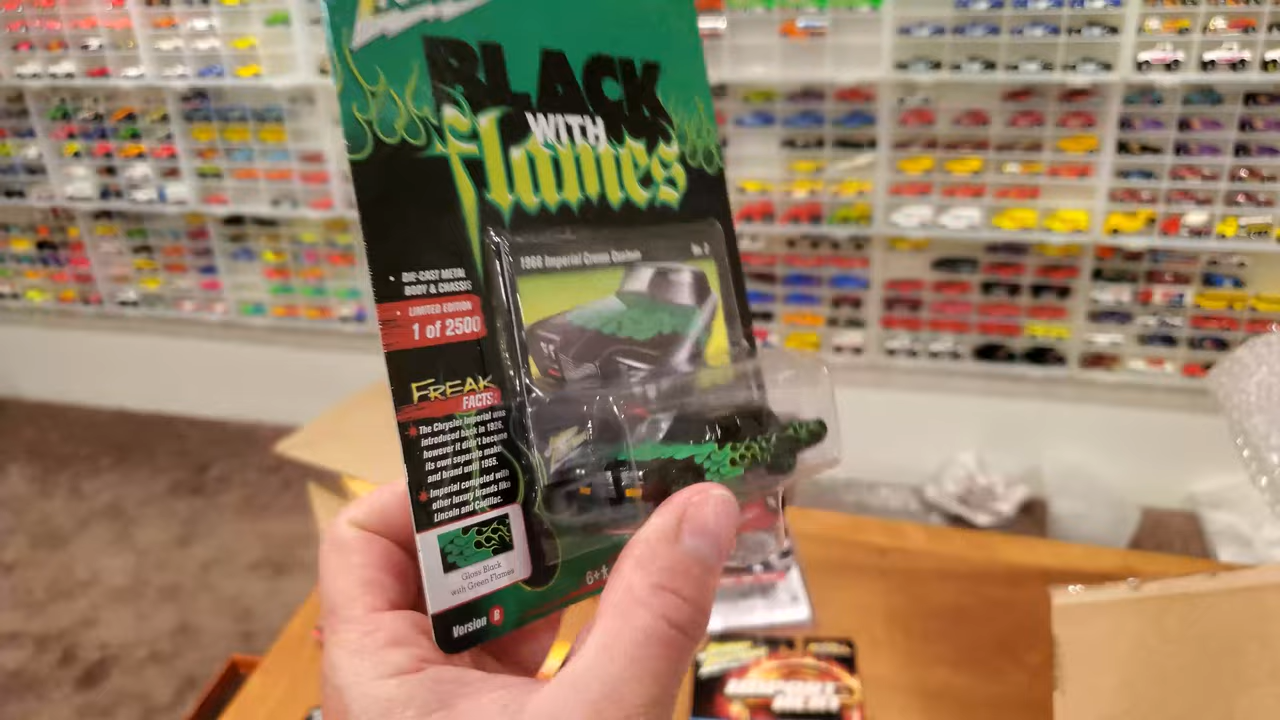 BLACK
WITH
flames
1966 Imperial Crown Custom
• DIE-CAST METAL
BODY & CHASSIS
• LIMITED EDITION
1 of 2500
FREAK
FACTS:
The Chrysler Imperial was
introduced back in 1926,
however it didn't become
its own separate make
and brand until 1955.
Imperial competed with
other luxury brands like
Lincoln and Cadillac.
Gloss Black
with Green Flames
6+
Version B